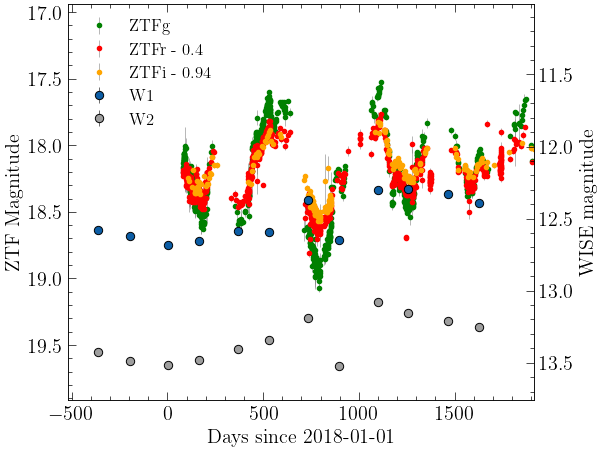 ZTFg
ZTFr - 0.4
ZTFi - 0.94
W1
W2
17.0
17.5
18.0
18.5
19.0
19.5
ZTF Magnitude
11.5
12.0
12.5
13.0
13.5
WISE magnitude
−500 0 500 1000 1500
Days since 2018-01-01